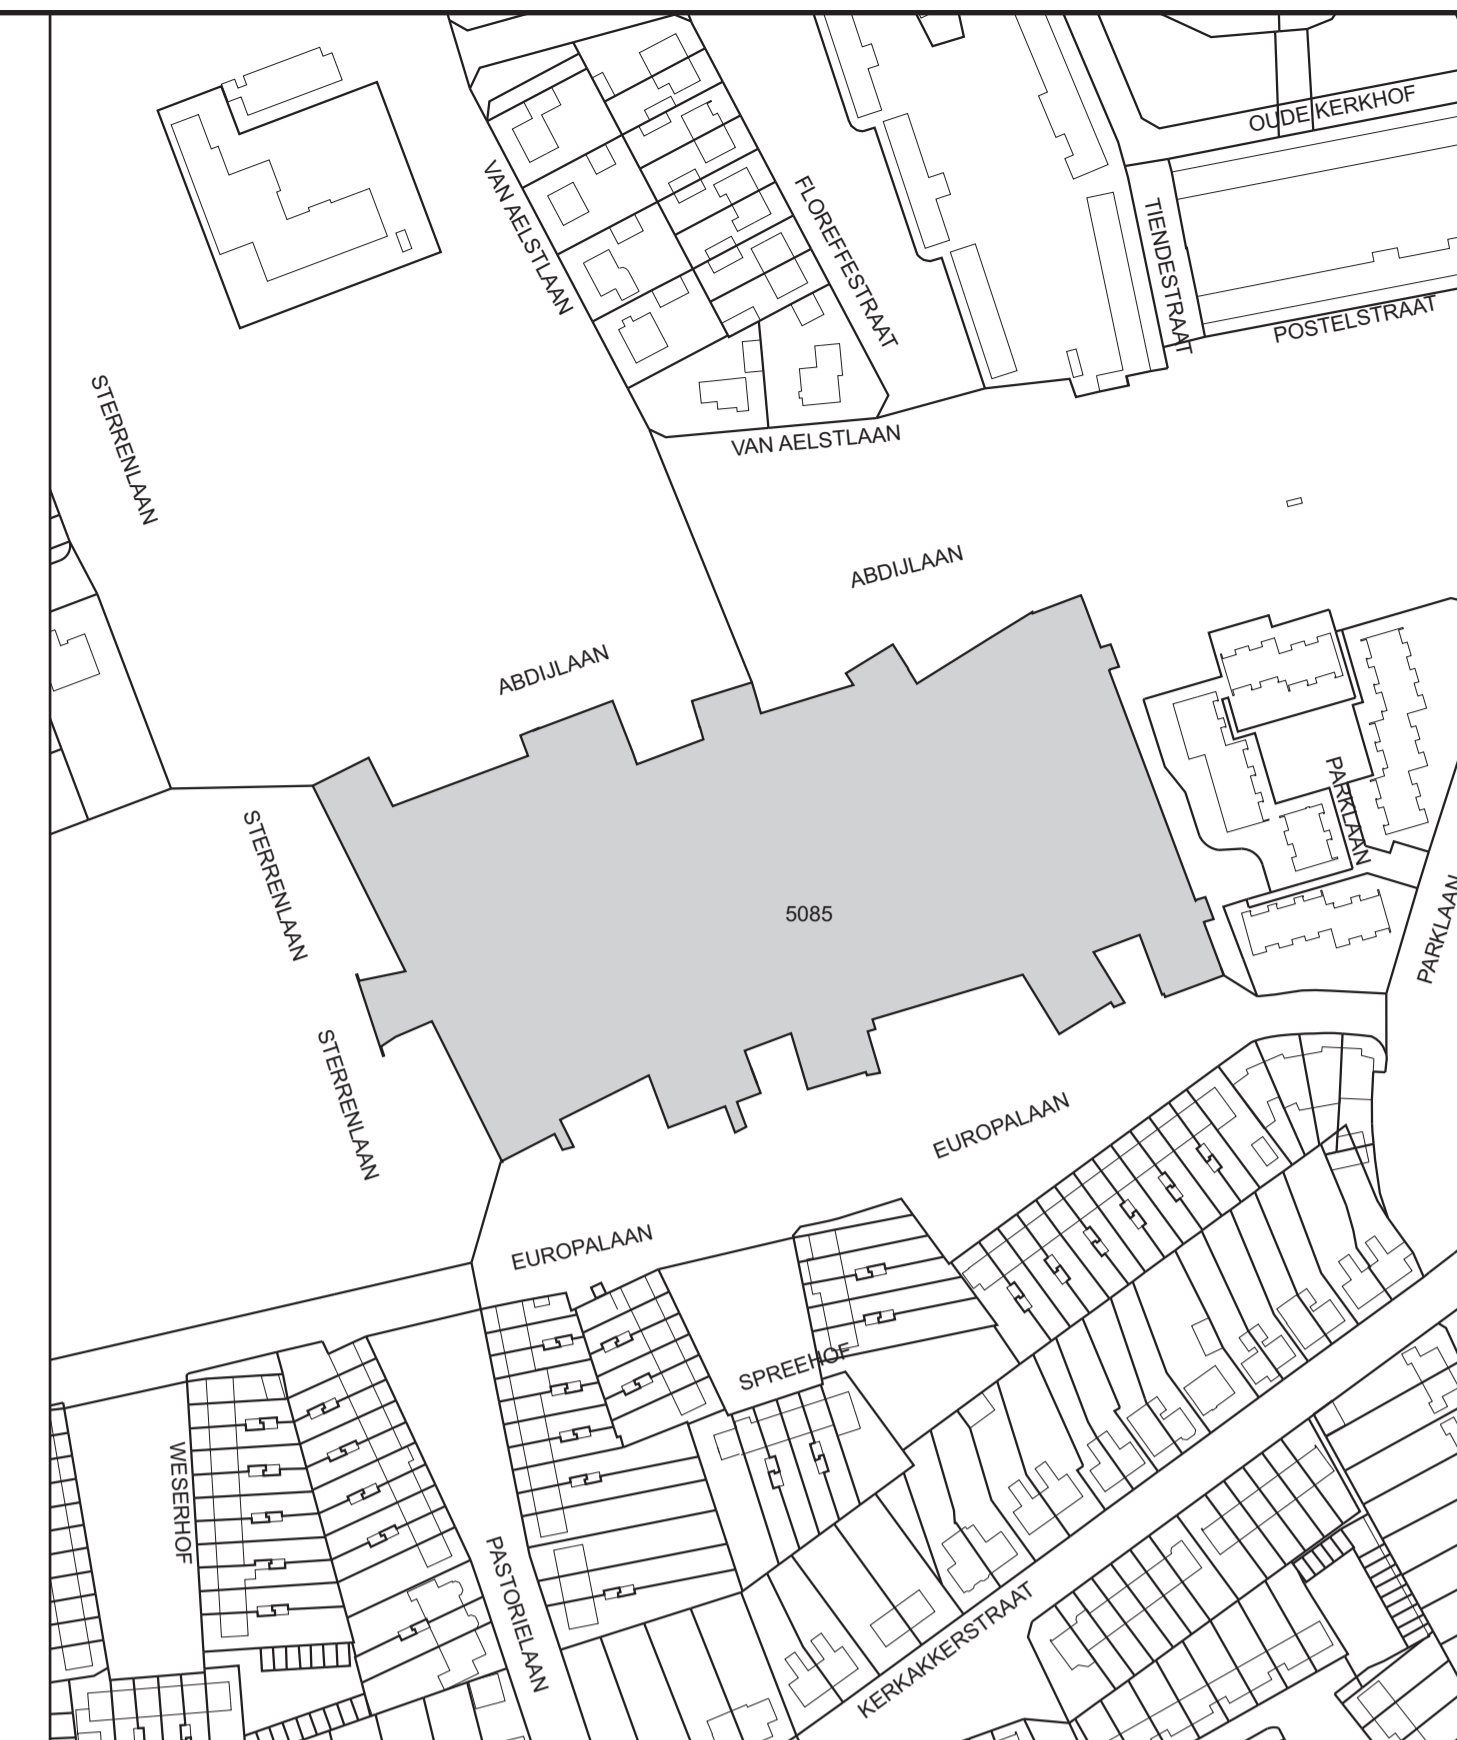 OUDE KERKHOF
VAN AELSTLAAN
FLOREFFESTRAAT
TIENDESTRAAT
POSTELSTRAAT
STERRENLAAN
VAN AELSTLAAN
ABDIJLAAN
ABDIJLAAN
PARKLAAN
STERRENLAAN
PARKLAAN
5085
STERRENLAAN
EUROPALAAN
EUROPALAAN
SPREEHOF
WESERHOF
PASTORIELAAN
KERKAKKERSTRAAT